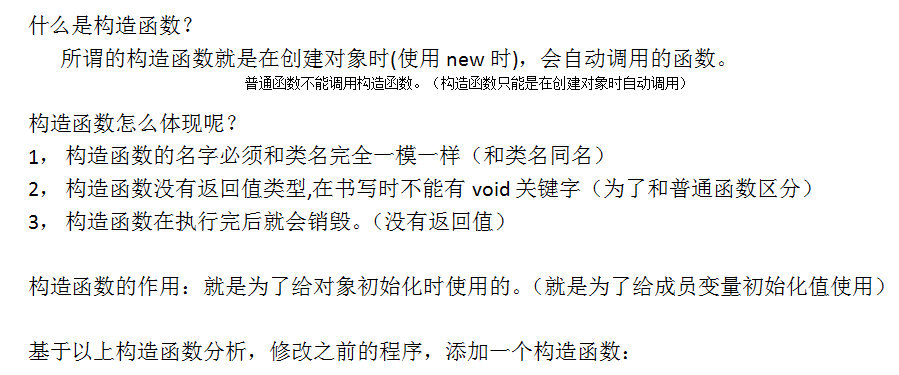 什么是构造函数？
所谓的构造函数就是在创建对象时(使用 new 时)，会自动调用的函数。
普通函数不能调用构造函数。（构造函数只能是在创建对象时自动调用）
构造函数怎么体现呢？
1， 构造函数的名字必须和类名完全一模一样（和类名同名）
2， 构造函数没有返回值类型,在书写时不能有 void 关键字（为了和普通函数区分）
3， 构造函数在执行完后就会销毁。（没有返回值）
构造函数的作用：就是为了给对象初始化时使用的。（就是为了给成员变量初始化值使用）
基于以上构造函数分析，修改之前的程序，添加一个构造函数：